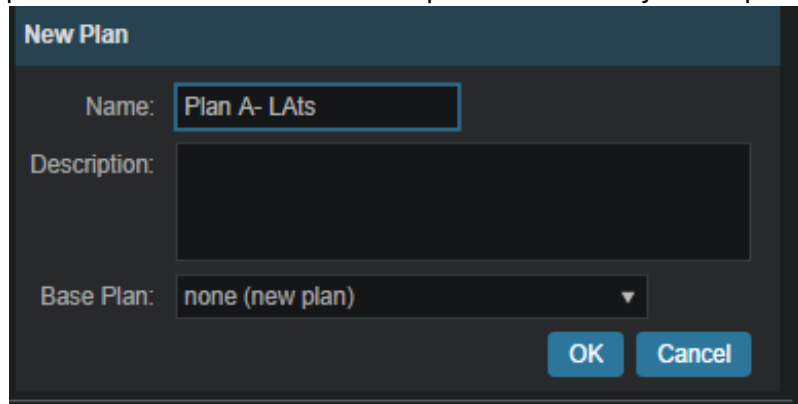 New Plan
Name: Plan A- LAts
Description:
Base Plan: none (new plan)
OK Cancel